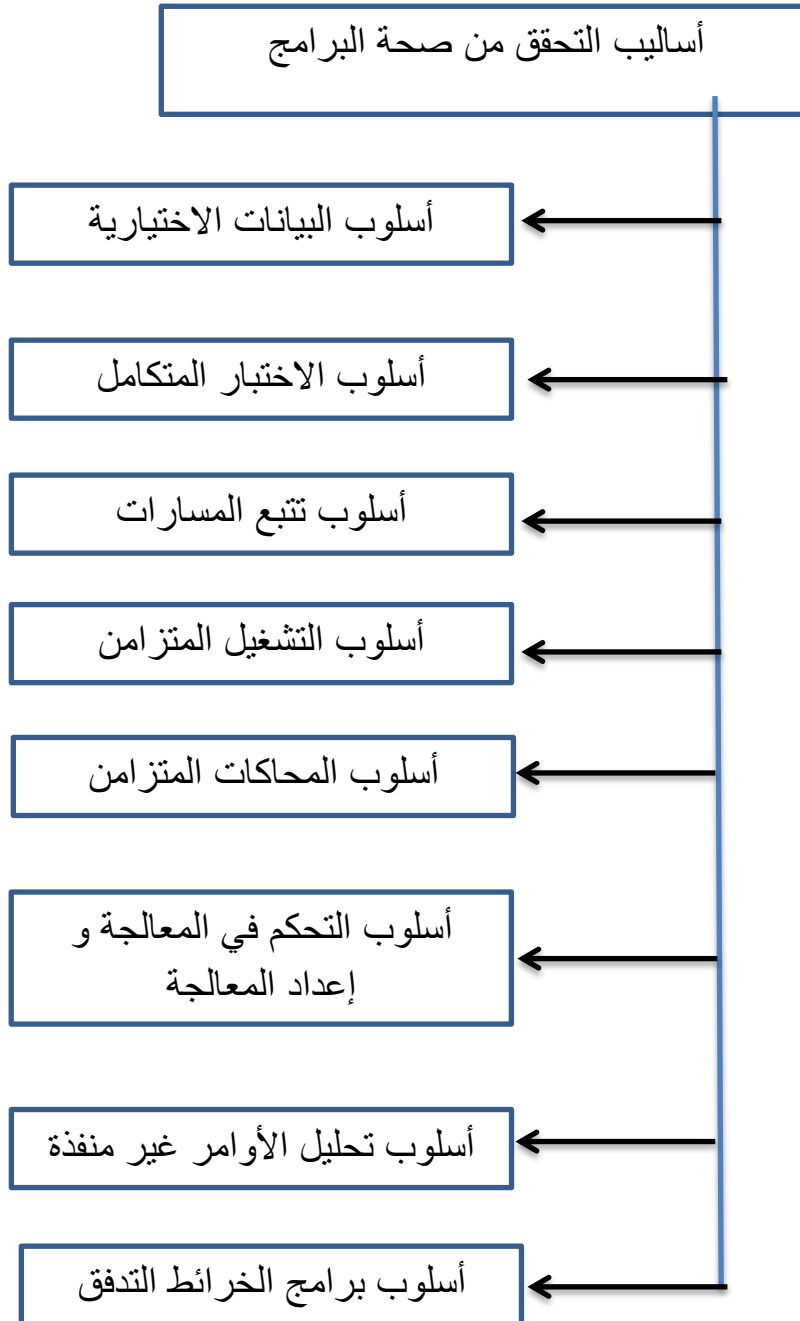 أساليب التحقق من صحة البرامج
أسلوب البيانات الاختيارية
أسلوب الاختبار المتكامل
أسلوب تتبع المسارات
أسلوب التشغيل المتزامن
أسلوب المحاكات المتزامن
أسلوب التحكم في المعالجة و
إعداد المعالجة
أسلوب تحليل الأوامر غير منفذة
أسلوب برامج الخرائط التدفق